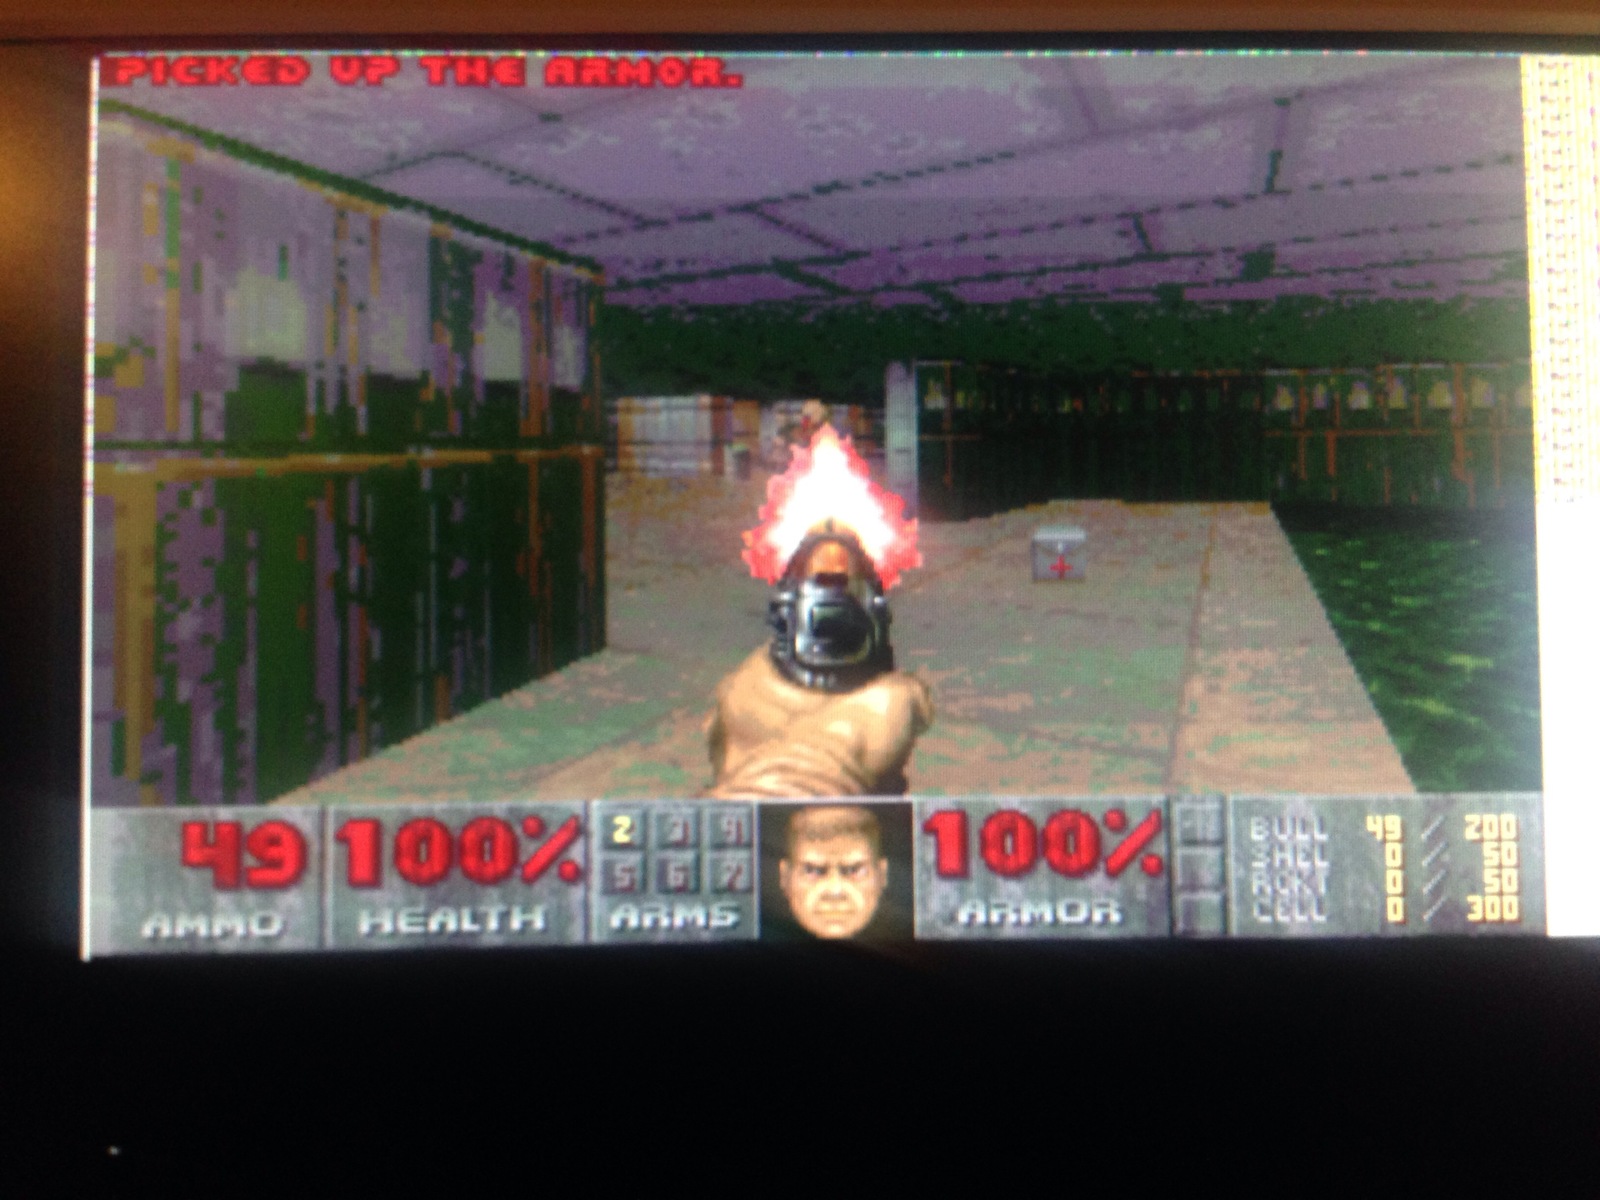 PICKED UP THE ARMOR.
49 100% 2 3 4 100% BULL 49 / 200
5 6 7 SHEL 0 / 50
RCKT 0 / 50
AMMO HEALTH ARMS ARMOR CELL 0 / 300